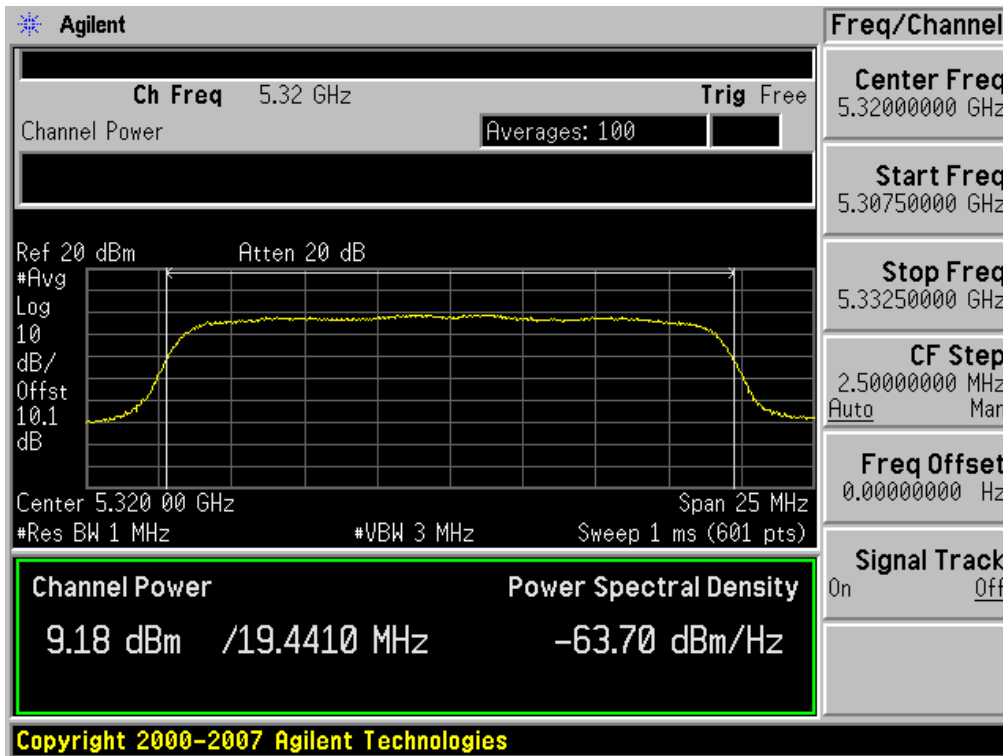 Agilent
Freq/Channel
Ch Freq 5.32 GHz Trig Free
Channel Power Averages: 100
Ref 20 dBm Atten 20 dB
#Avg
Log
10
dB/
Offst
10.1
dB
Center 5.320 00 GHz Span 25 MHz
#Res BW 1 MHz #VBW 3 MHz Sweep 1 ms (601 pts)
Channel Power Power Spectral Density
9.18 dBm /19.4410 MHz -63.70 dBm/Hz
Center Freq
5.32000000 GHz
Start Freq
5.30750000 GHz
Stop Freq
5.33250000 GHz
CF Step
2.50000000 MHz
Auto Man
Freq Offset
0.00000000 Hz
Signal Track
On Off
Copyright 2000-2007 Agilent Technologies